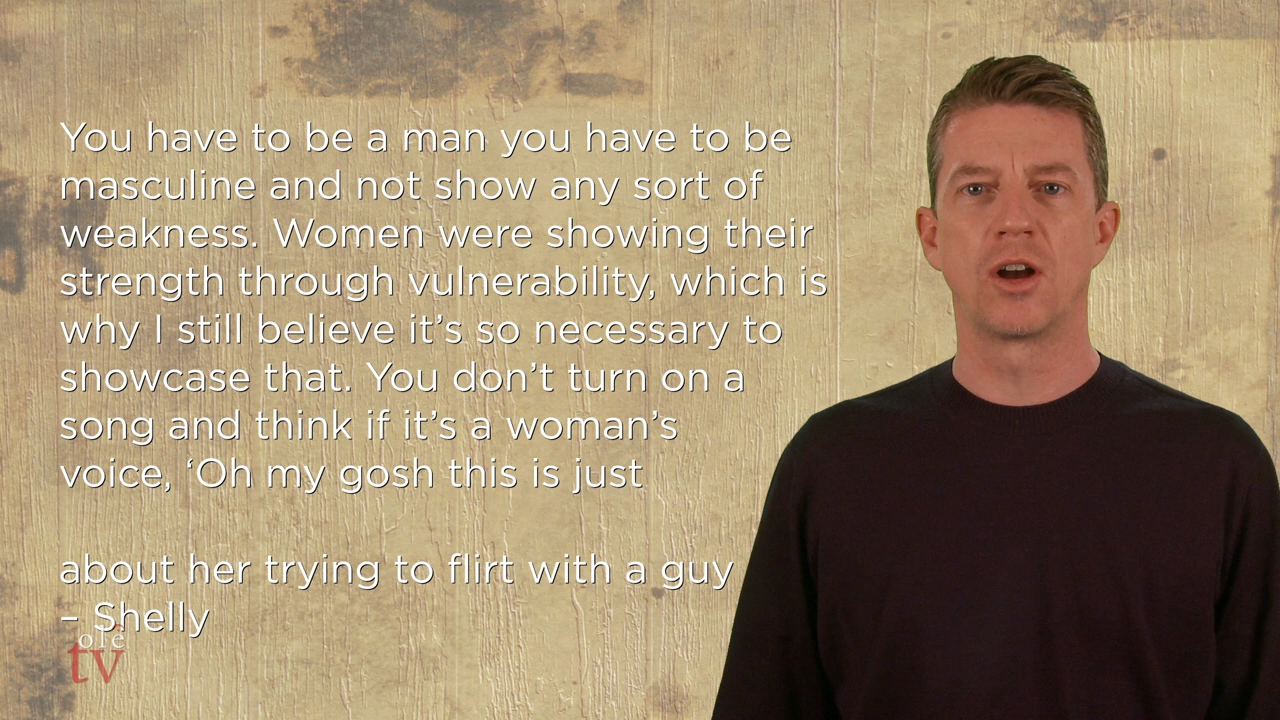 You have to be a man you have to be
masculine and not show any sort of
weakness. Women were showing their
strength through vulnerability, which is
why I still believe it’s so necessary to
showcase that. You don’t turn on a
song and think if it’s a woman’s
voice, ‘Oh my gosh this is just
about her trying to flirt with a guy
– Shelly
olé
tv